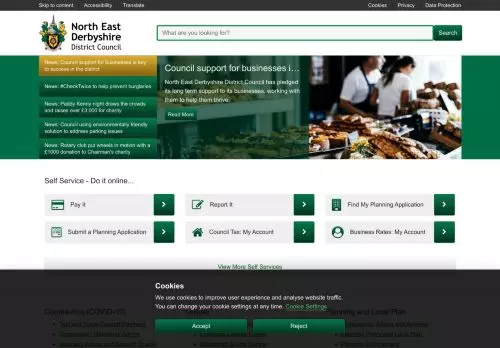 Skip to content Accessibility Translate Cookies Privacy Data Protection
North East
Derbyshire
District Council
What are you looking for? Search
News: Council support for businesses is key
to success in the district
News: #CheckTwice to help prevent burglaries
News: Paddy Kenny night draws the crowds
and raises over £3,000 for charity
News: Council using environmentally friendly
solution to address parking issues
News: Rotary club put wheels in motion with a
£1000 donation to Chairman's charity
Council support for businesses i...
North East Derbyshire District Council has pledged
its long term support to its businesses, working with
them to help them thrive.
Read More
Self Service - Do it online...
Pay it Report It Find My Planning Application
Submit a Planning Application Council Tax: My Account Business Rates: My Account
View More Self Services
Cookies
We use cookies to improve user experience and analyse website traffic.
You can change your cookie settings at any time. Cookie Settings
Accept Reject
Coronavirus (COVID-19) Planning and Local Plan